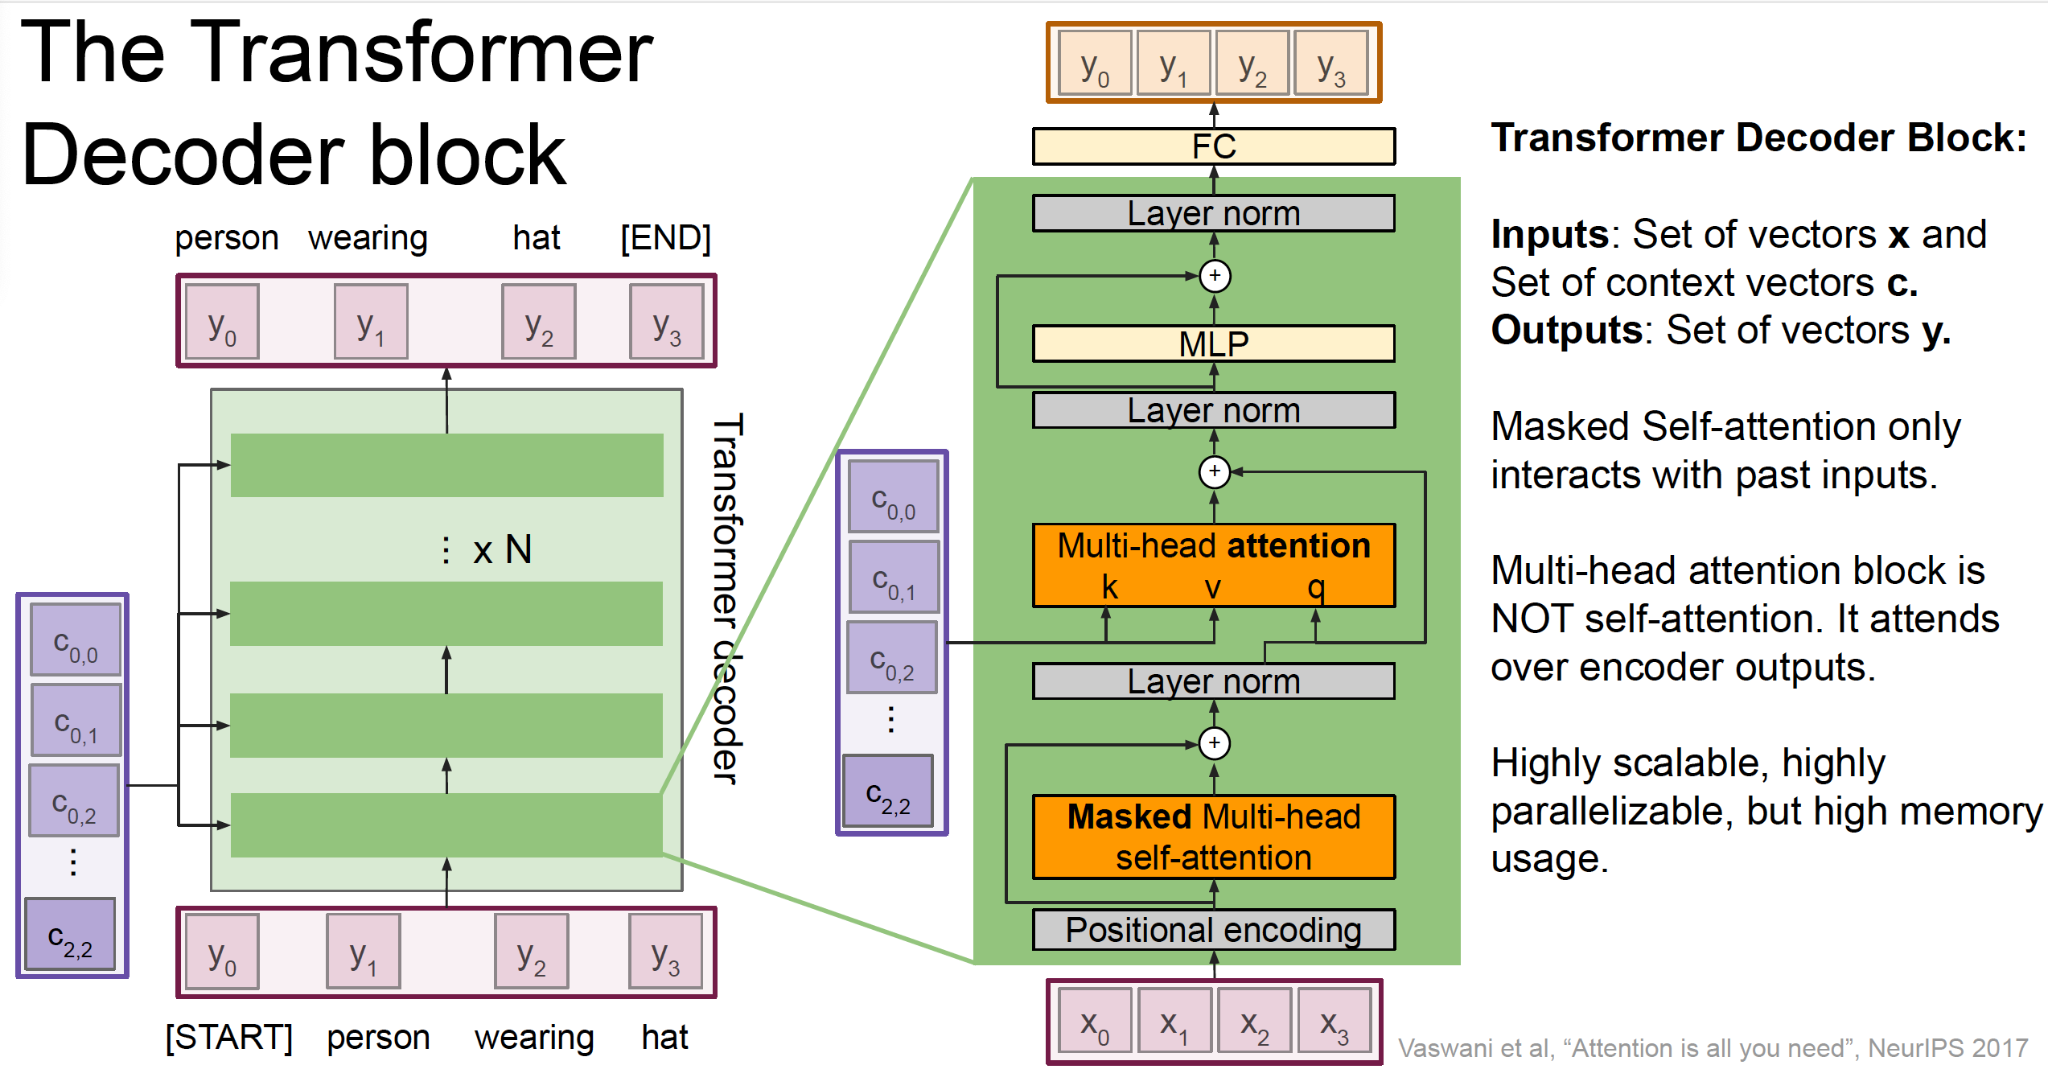 The Transformer
Decoder block
person wearing hat [END]
y0 y1 y2 y3
Transformer decoder
⋮ x N
c0,0
c0,1
c0,2
⋮
c2,2
y0 y1 y2 y3
[START] person wearing hat
y0 y1 y2 y3
FC
Layer norm
+
MLP
Layer norm
+
Multi-head attention
k v q
c0,0
c0,1
c0,2
⋮
c2,2
Layer norm
+
Masked Multi-head
self-attention
Positional encoding
x0 x1 x2 x3
Transformer Decoder Block:
Inputs: Set of vectors x and
Set of context vectors c.
Outputs: Set of vectors y.
Masked Self-attention only
interacts with past inputs.
Multi-head attention block is
NOT self-attention. It attends
over encoder outputs.
Highly scalable, highly
parallelizable, but high memory
usage.
Vaswani et al, “Attention is all you need”, NeurIPS 2017